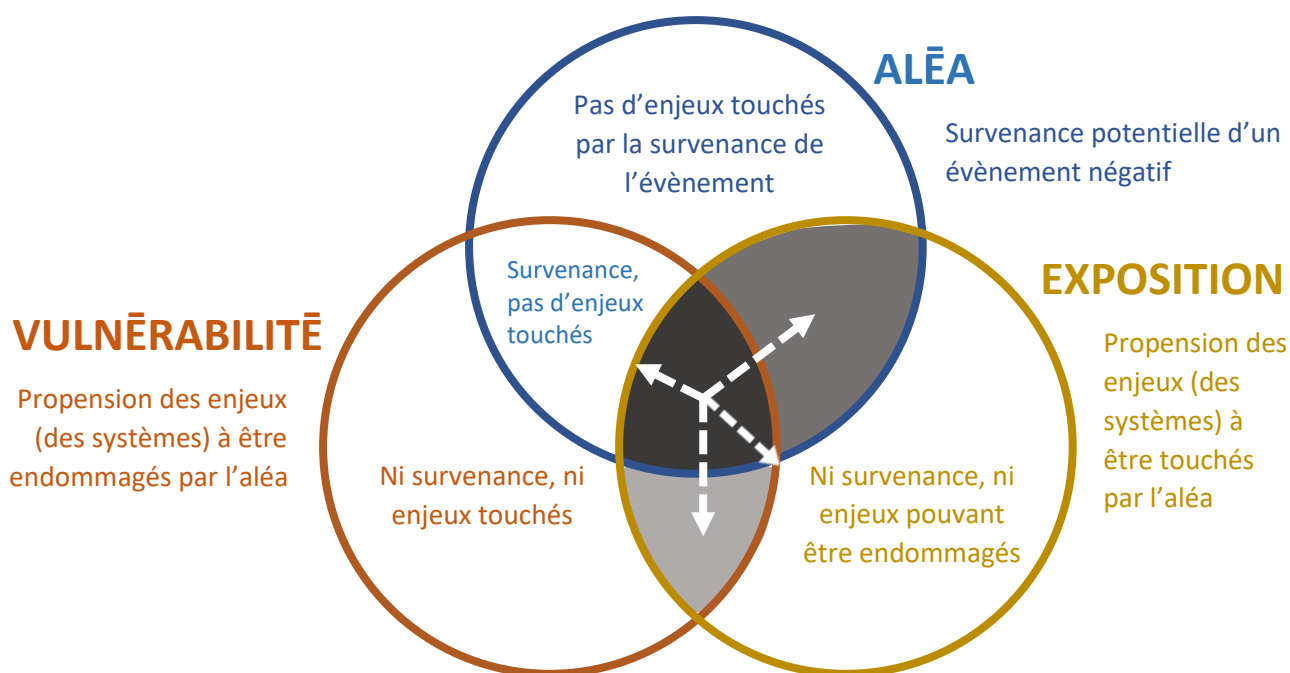 ALĒA
Pas d'enjeux touchés
par la survenance de
l'évènement
Survenance potentielle d'un
évènement négatif
Survenance,
pas d'enjeux
touchés
EXPOSITION
Propension des
enjeux (des
systèmes) à
être touchés
par l'aléa
VULNĒRABILITĒ
Propension des enjeux
(des systèmes) à être
endommagés par l'aléa
Ni survenance, ni
enjeux touchés
Ni survenance, ni
enjeux pouvant
être endommagés